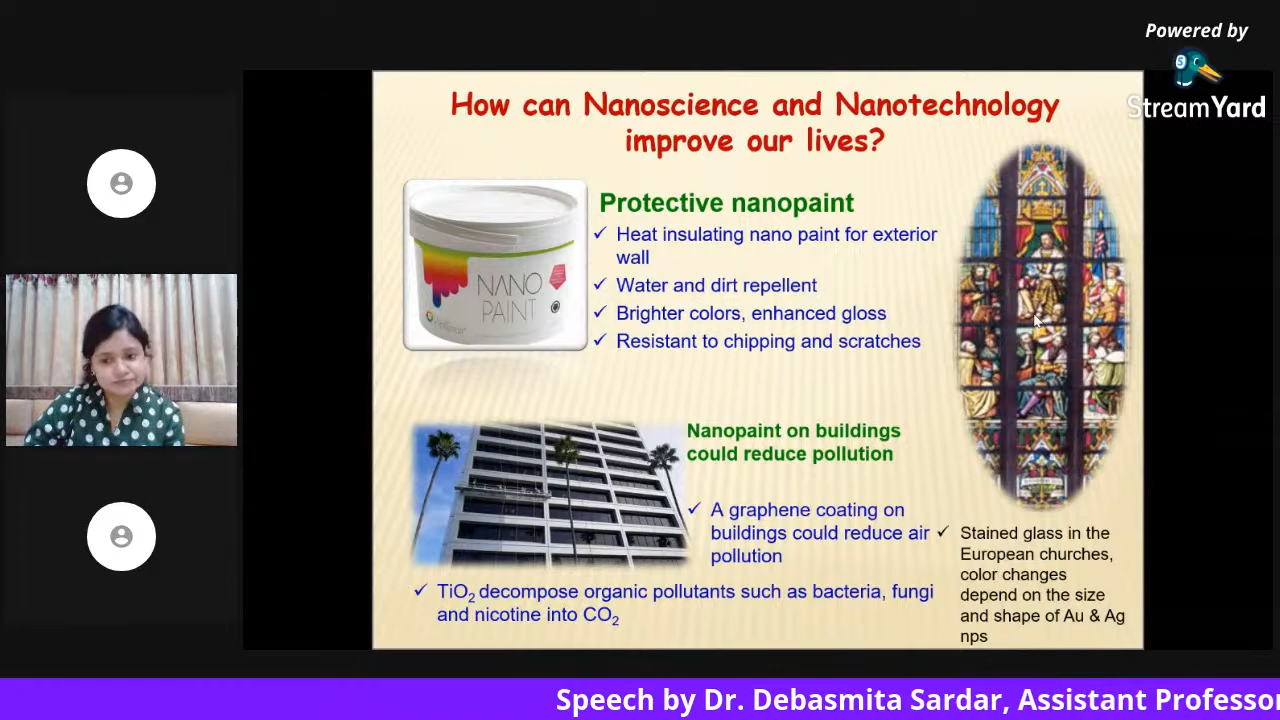 Powered by
StreamYard
How can Nanoscience and Nanotechnology
improve our lives?
Protective nanopaint
✓ Heat insulating nano paint for exterior
wall
✓ Water and dirt repellent
✓ Brighter colors, enhanced gloss
✓ Resistant to chipping and scratches
NANO
PAINT
Nanopaint on buildings
could reduce pollution
✓ A graphene coating on
buildings could reduce air
pollution
✓ TiO2 decompose organic pollutants such as bacteria, fungi
and nicotine into CO2
✓ Stained glass in the
European churches,
color changes
depend on the size
and shape of Au & Ag
nps
Speech by Dr. Debasmita Sardar, Assistant Professor